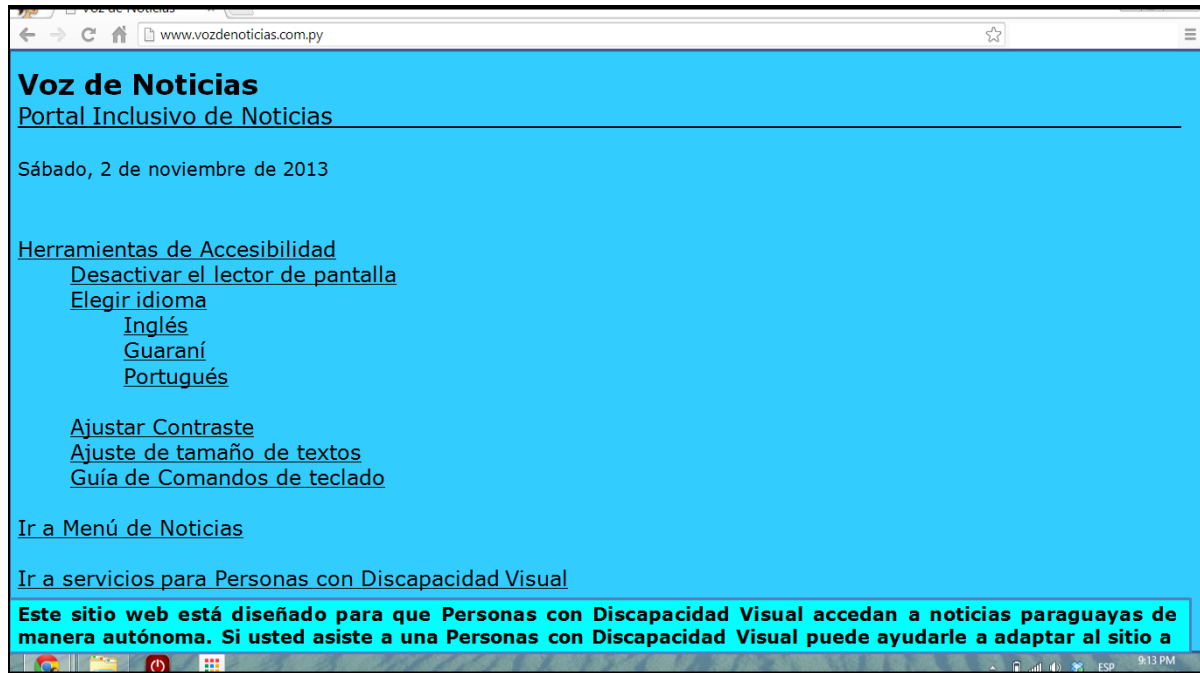 Voz de Noticias
www.vozdenoticias.com.py
Voz de Noticias
Portal Inclusivo de Noticias
Sábado, 2 de noviembre de 2013
Herramientas de Accesibilidad
Desactivar el lector de pantalla
Elegir idioma
Inglés
Guaraní
Portugués
Ajustar Contraste
Ajuste de tamaño de textos
Guía de Comandos de teclado
Ir a Menú de Noticias
Ir a servicios para Personas con Discapacidad Visual
Este sitio web está diseñado para que Personas con Discapacidad Visual accedan a noticias paraguayas de
manera autónoma. Si usted asiste a una Personas con Discapacidad Visual puede ayudarle a adaptar al sitio a
ESP
9:13 PM